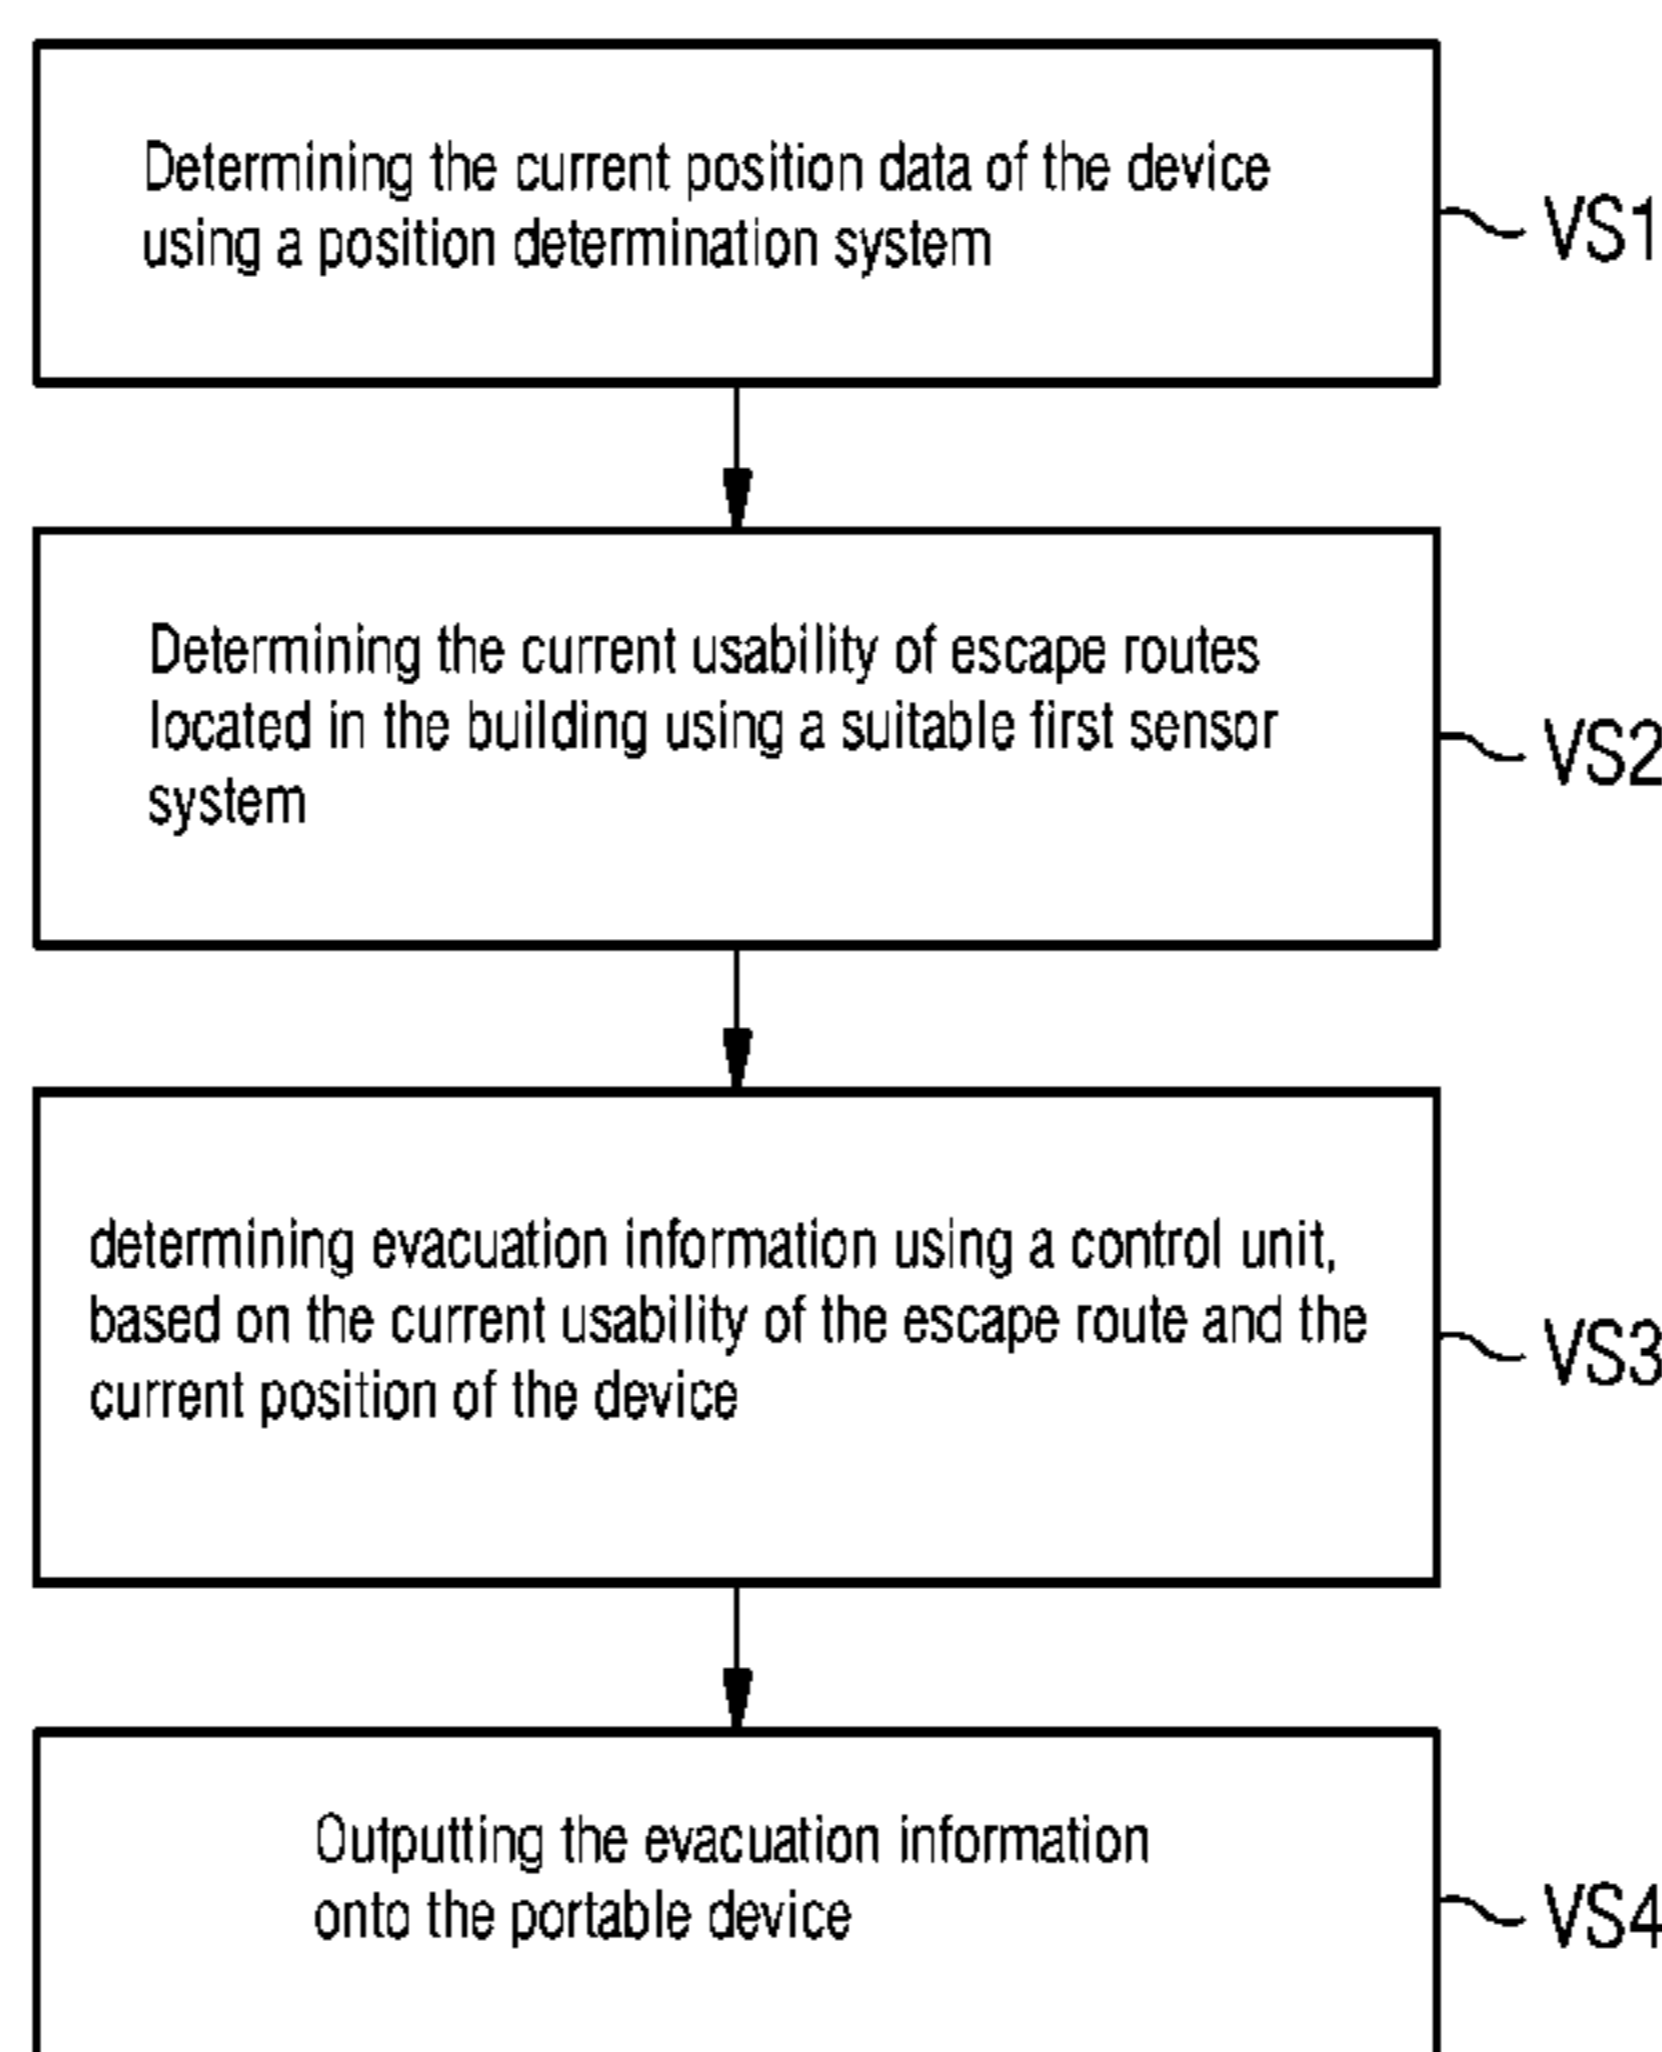 Determining the current position data of the device
using a position determination system
VS1
Determining the current usability of escape routes
located in the building using a suitable first sensor
system
VS2
determining evacuation information using a control unit,
based on the current usability of the escape route and the
current position of the device
VS3
Outputting the evacuation information
onto the portable device
VS4